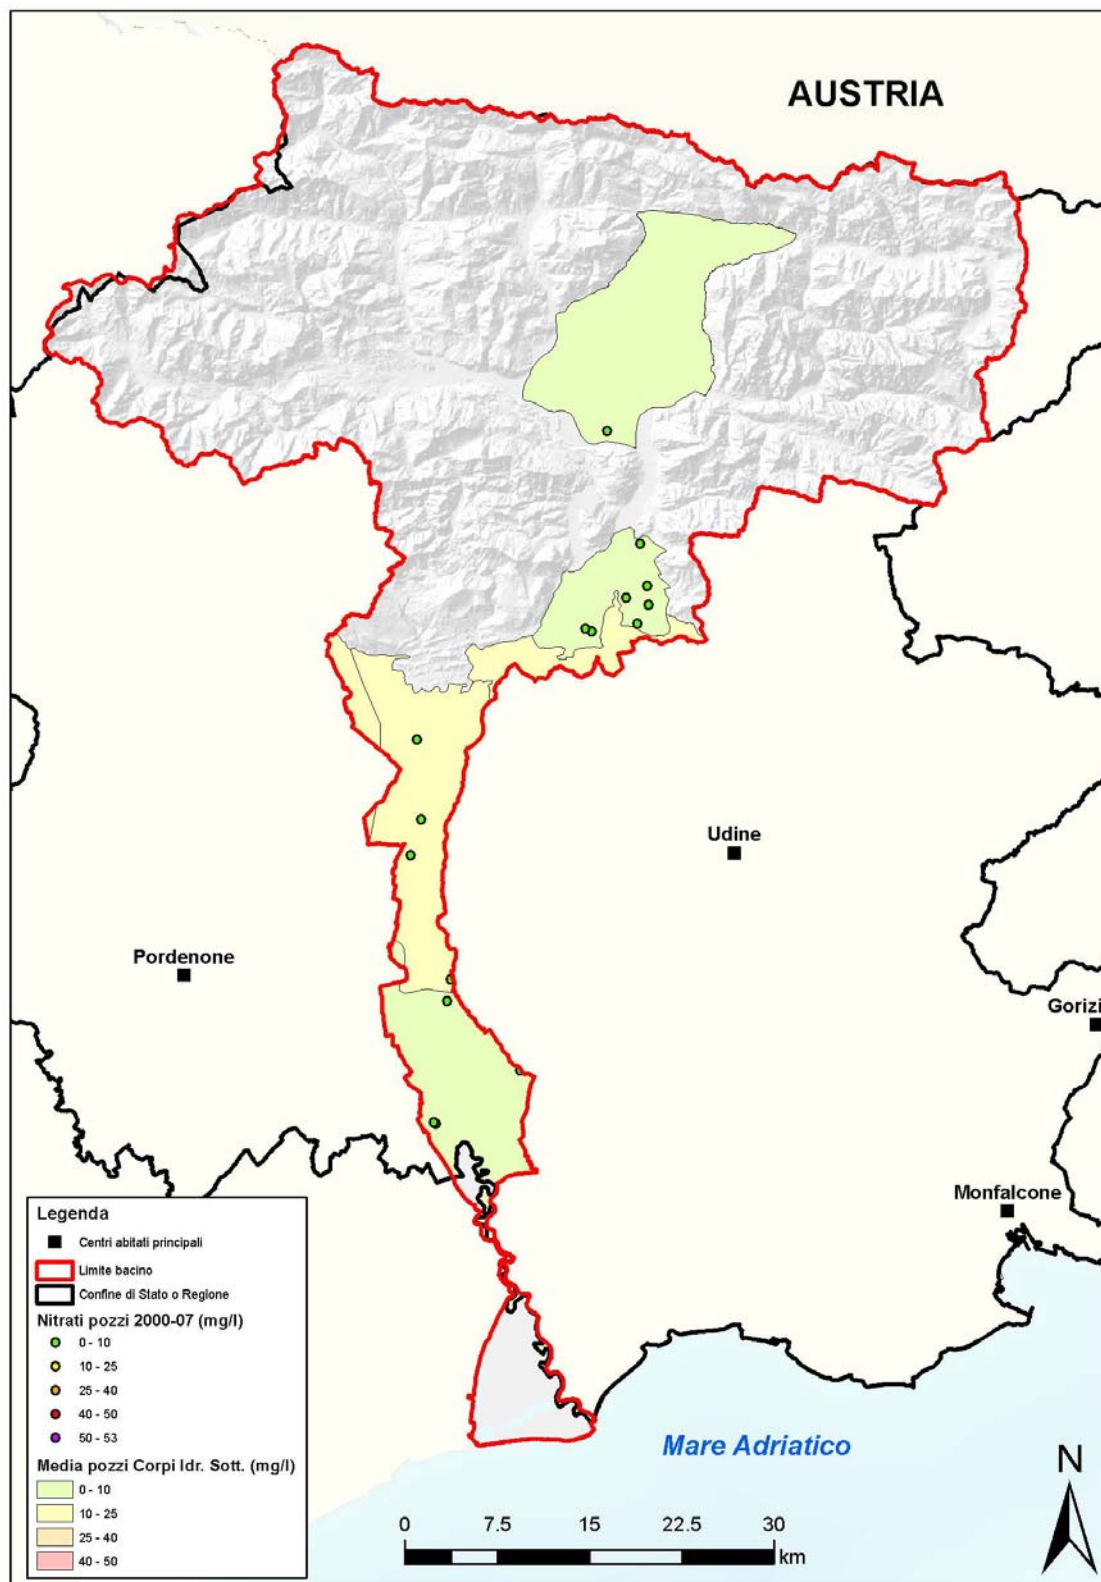 AUSTRIA
Udine
Pordenone
Gorizi
Monfalcone
Mare Adriatico
Legenda
Centri abitati principali
Limite bacino
Confine di Stato o Regione
Nitrati pozzi 2000-07 (mg/l)
0 - 10
10 - 25
25 - 40
40 - 50
50 - 53
Media pozzi Corpi Idr. Sott. (mg/l)
0 - 10
10 - 25
25 - 40
40 - 50
0 7.5 15 22.5 30
km
N